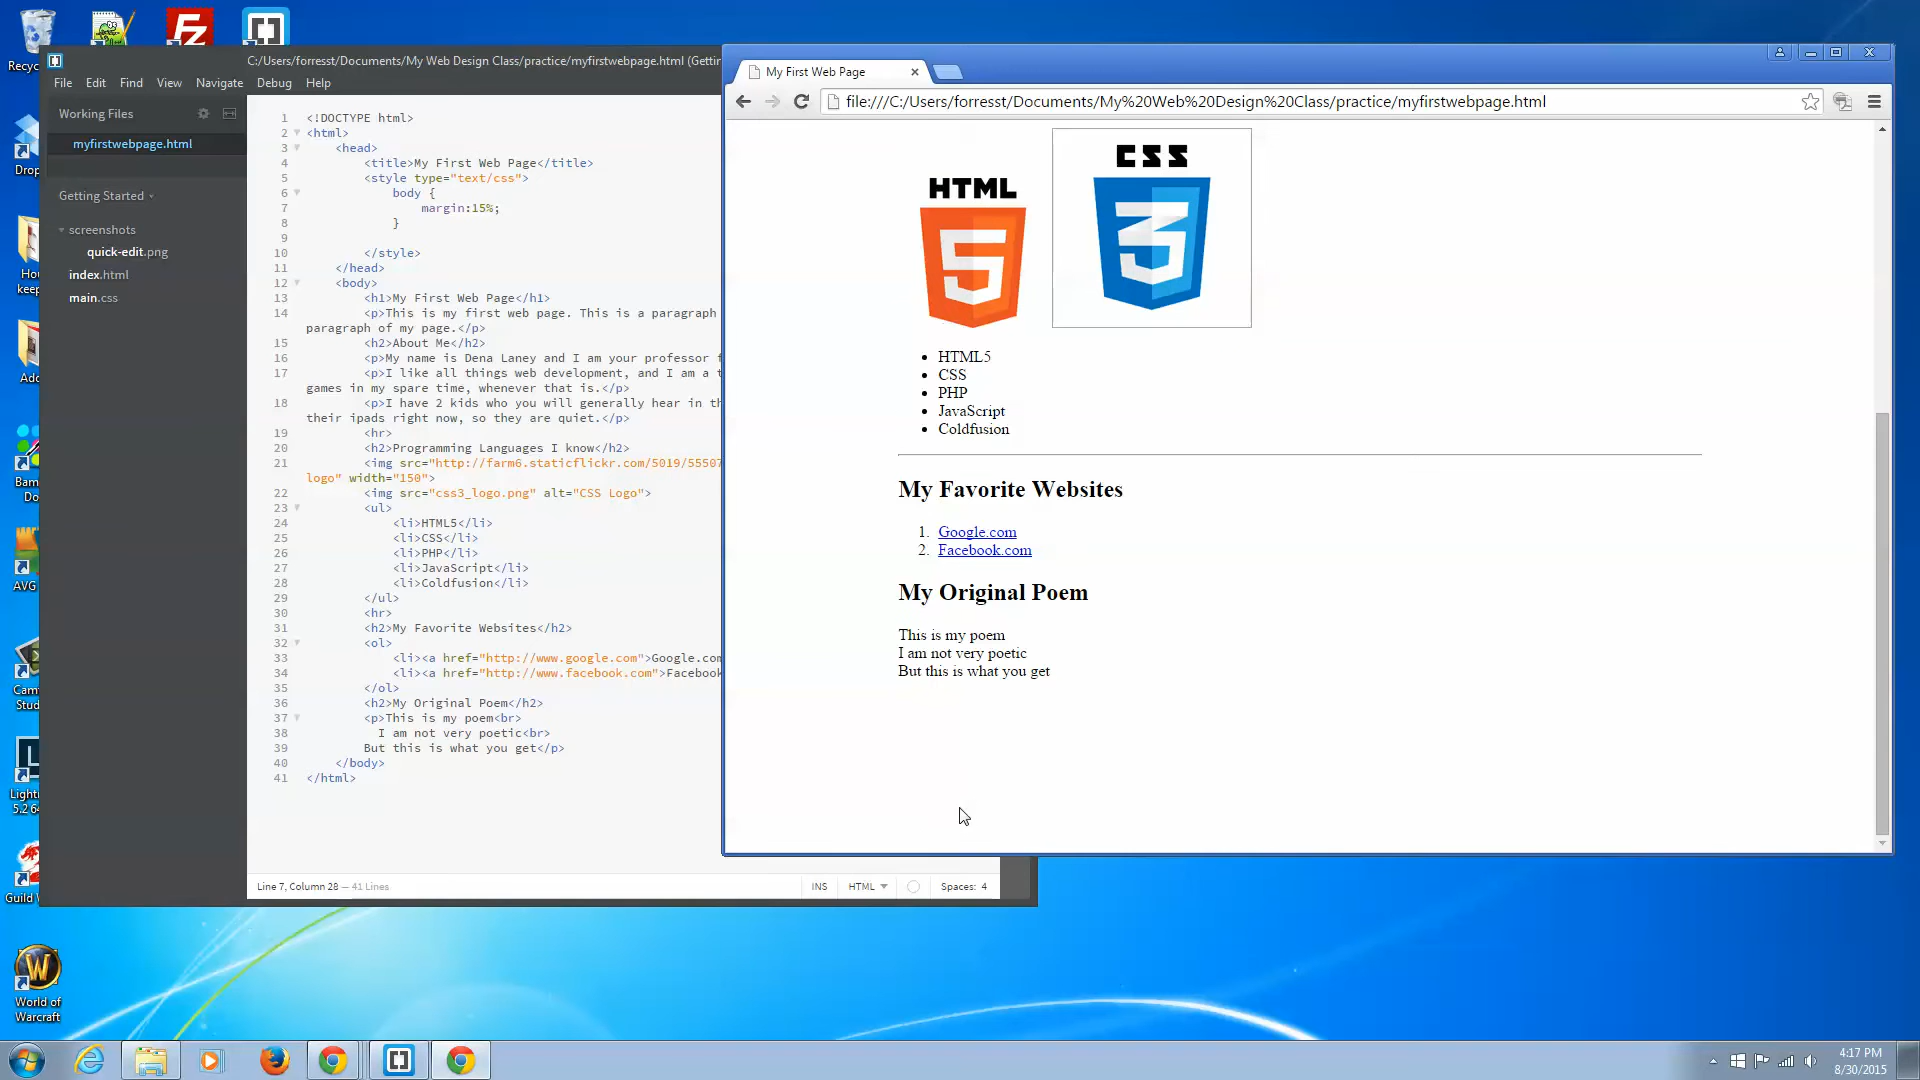 Recyc
Drop
Hou
keep
Ado
Bam
Do
AVG
Cam
Stud
Light
5.2 64
Guild W
World of
Warcraft
C:/Users/forresst/Documents/My Web Design Class/practice/myfirstwebpage.html (Getting
File Edit Find View Navigate Debug Help
Working Files
myfirstwebpage.html
Getting Started
screenshots
quick-edit.png
index.html
main.css
1 <!DOCTYPE html>
2 <html>
3 <head>
4 <title>My First Web Page</title>
5 <style type="text/css">
6 body {
7 margin:15%;
8 }
9
10 </style>
11 </head>
12 <body>
13 <h1>My First Web Page</h1>
14 <p>This is my first web page. This is a paragraph
paragraph of my page.</p>
15 <h2>About Me</h2>
16 <p>My name is Dena Laney and I am your professor f
17 <p>I like all things web development, and I am a t
games in my spare time, whenever that is.</p>
18 <p>I have 2 kids who you will generally hear in th
their ipads right now, so they are quiet.</p>
19 <hr>
20 <h2>Programming Languages I know</h2>
21 <img src="http://farm6.staticflickr.com/5019/55507
logo" width="150">
22 <img src="css3_logo.png" alt="CSS Logo">
23 <ul>
24 <li>HTML5</li>
25 <li>CSS</li>
26 <li>PHP</li>
27 <li>JavaScript</li>
28 <li>Coldfusion</li>
29 </ul>
30 <hr>
31 <h2>My Favorite Websites</h2>
32 <ol>
33 <li><a href="http://www.google.com">Google.com
34 <li><a href="http://www.facebook.com">Facebook
35 </ol>
36 <h2>My Original Poem</h2>
37 <p>This is my poem<br>
38 I am not very poetic<br>
39 But this is what you get</p>
40 </body>
41 </html>
Line 7, Column 28 — 41 Lines
INS HTML Spaces: 4
My First Web Page
file:///C:/Users/forresst/Documents/My%20Web%20Design%20Class/practice/myfirstwebpage.html
HTML
5
CSS
3
HTML5
CSS
PHP
JavaScript
Coldfusion
My Favorite Websites
1. Google.com
2. Facebook.com
My Original Poem
This is my poem
I am not very poetic
But this is what you get
4:17 PM
8/30/2015